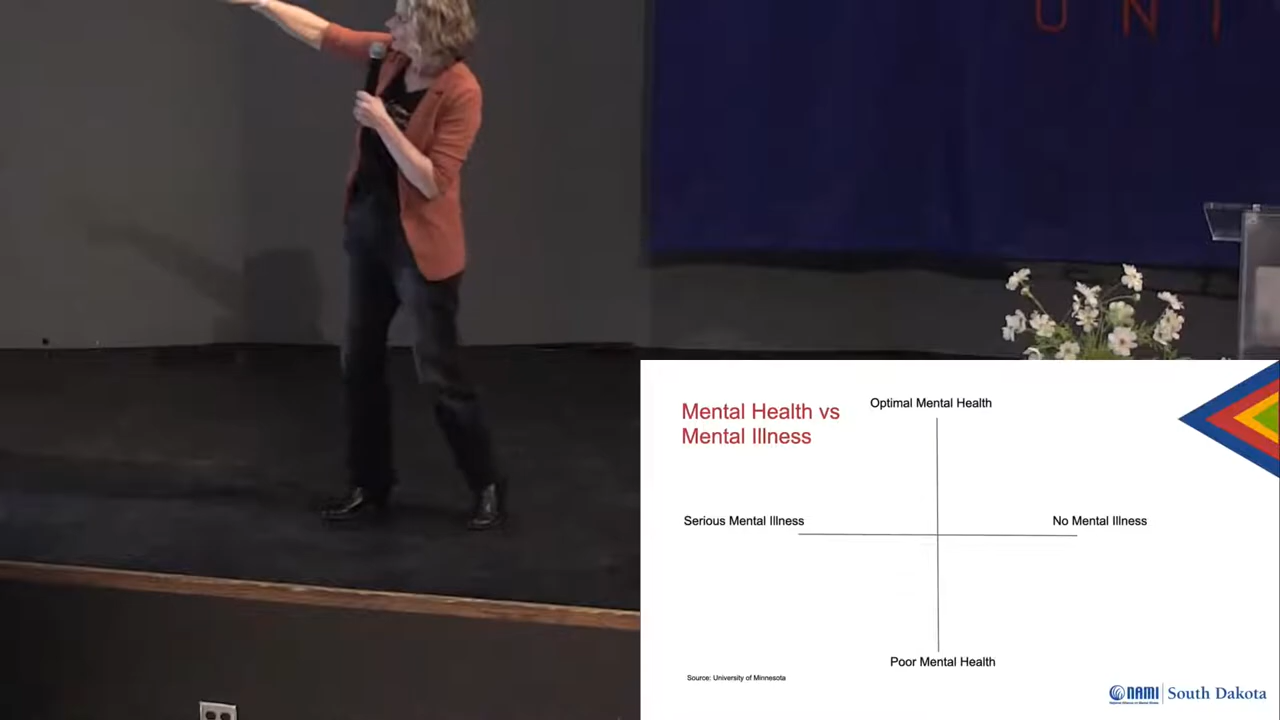 UNI
Mental Health vs
Mental Illness
Optimal Mental Health
Serious Mental Illness
No Mental Illness
Poor Mental Health
Source: University of Minnesota
NAMI South Dakota